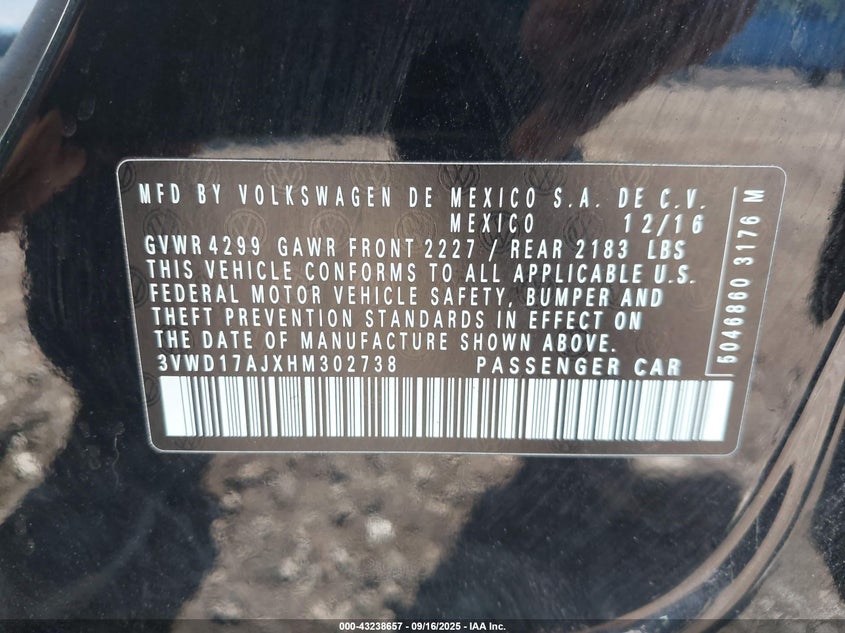 MFD BY VOLKSWAGEN DE MEXICO S.A. DE C.V.
MEXICO 12/16
GVWR 4299 GAWR FRONT 2227 / REAR 2183 LBS
THIS VEHICLE CONFORMS TO ALL APPLICABLE U.S.
FEDERAL MOTOR VEHICLE SAFETY, BUMPER AND
THEFT PREVENTION STANDARDS IN EFFECT ON
THE DATE OF MANUFACTURE SHOWN ABOVE.
3VWD17AJXHM302738 PASSENGER CAR
5046860 3176 M
000-43238657 - 09/16/2025 - IAA Inc.